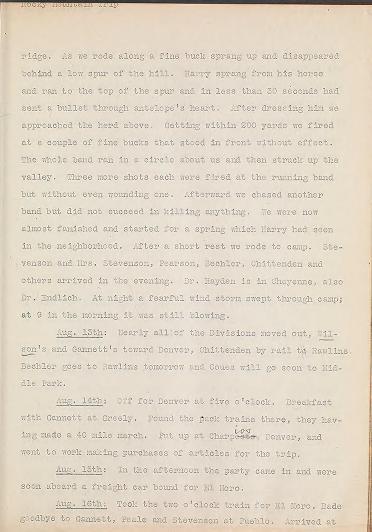 Rocky Mountain Trip
ridge. As we rode along a fine buck sprang up and disappeared
behind a low spur of the hill. Harry sprang from his horse
and ran to the top of the spur and in less than 30 seconds had
sent a bullet through antelope's heart. After dressing him we
approached the herd above. Getting within 200 yards we fired
at a couple of fine bucks that stood in front without effect.
The whole band ran in a circle about us and then struck up the
valley. Three more shots each were fired at the running band
but without even wounding one. Afterward we chased another
band but did not succeed in killing anything. We were now
almost famished and started for a spring which Harry had seen
in the neighborhood. After a short rest we rode to camp. Ste-
venson and Mrs. Stevenson, Pearson, Bechler, Chittenden and
others arrived in the evening. Dr. Hayden is in Cheyenne, also
Dr. Endlich. At night a fearful wind storm swept through camp;
at 9 in the morning it was still blowing.
Aug. 13th: Nearly all of the Divisions moved out, Wil-
son's and Gannett's toward Denver, Chittenden by rail to Rawlins.
Bechler goes to Rawlins tomorrow and Coues will go soon to Mid-
dle Park.
Aug. 14th: Off for Denver at five o'clock. Breakfast
with Gannett at Greely. Found the pack trains there, they hav-
ing made a 40 mile march. Put up at Denver, and
went to work making purchases of articles for the trip.
Aug. 15th: In the afternoon the party came in and were
soon aboard a freight car bound for El Moro.
Aug. 16th: Took the two o'clock train for El Moro. Bade
goodbye to Gannett, Peale and Stevenson at Pueblo. Arrived at